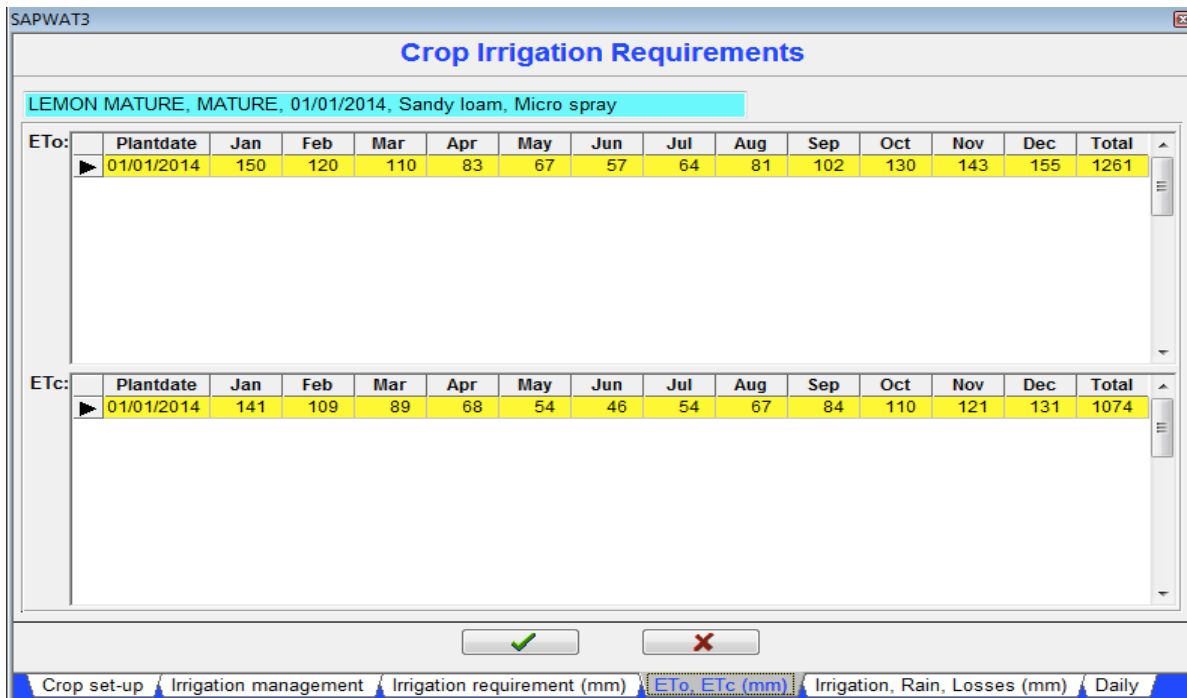 SAPWAT3
Crop Irrigation Requirements
LEMON MATURE, MATURE, 01/01/2014, Sandy loam, Micro spray
ETo: Plantdate Jan Feb Mar Apr May Jun Jul Aug Sep Oct Nov Dec Total
01/01/2014 150 120 110 83 67 57 64 81 102 130 143 155 1261
ETc: Plantdate Jan Feb Mar Apr May Jun Jul Aug Sep Oct Nov Dec Total
01/01/2014 141 109 89 68 54 46 54 67 84 110 121 131 1074
Crop set-up Irrigation management Irrigation requirement (mm) ETo, ETc (mm) Irrigation, Rain, Losses (mm) Daily